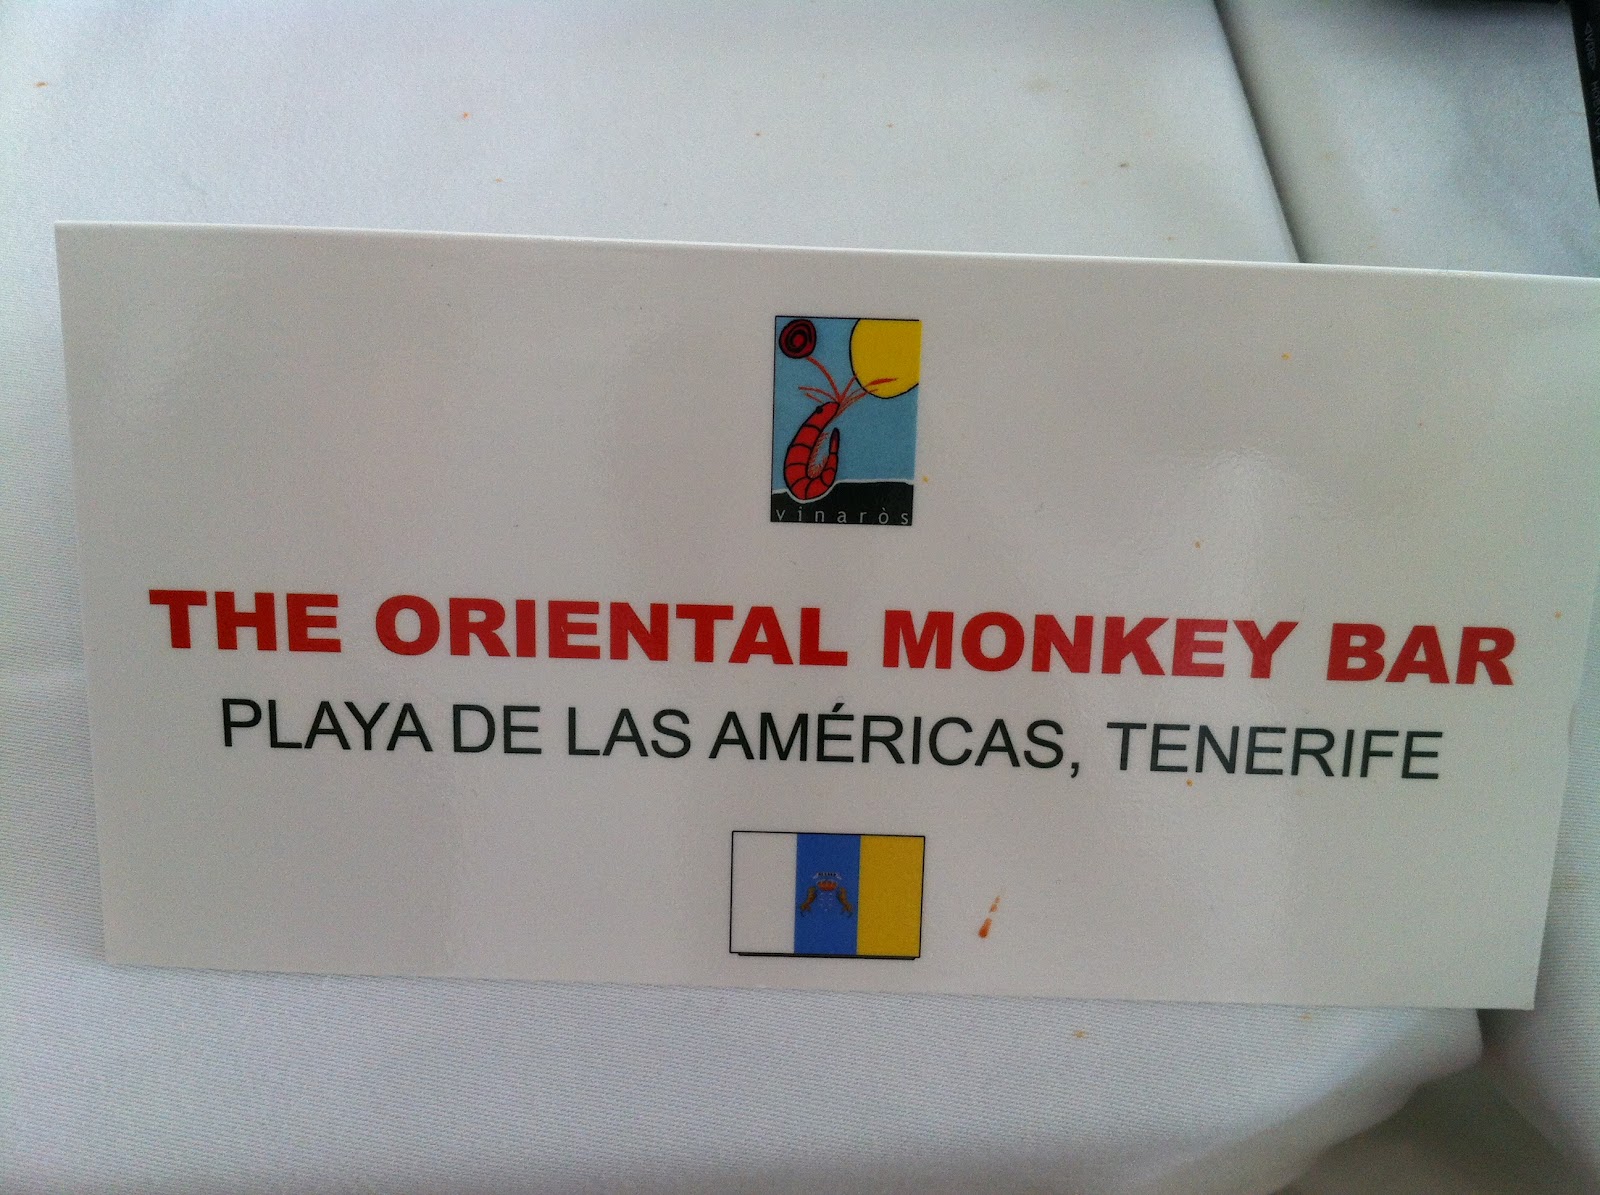 vinaròs
THE ORIENTAL MONKEY BAR
PLAYA DE LAS AMÉRICAS, TENERIFE